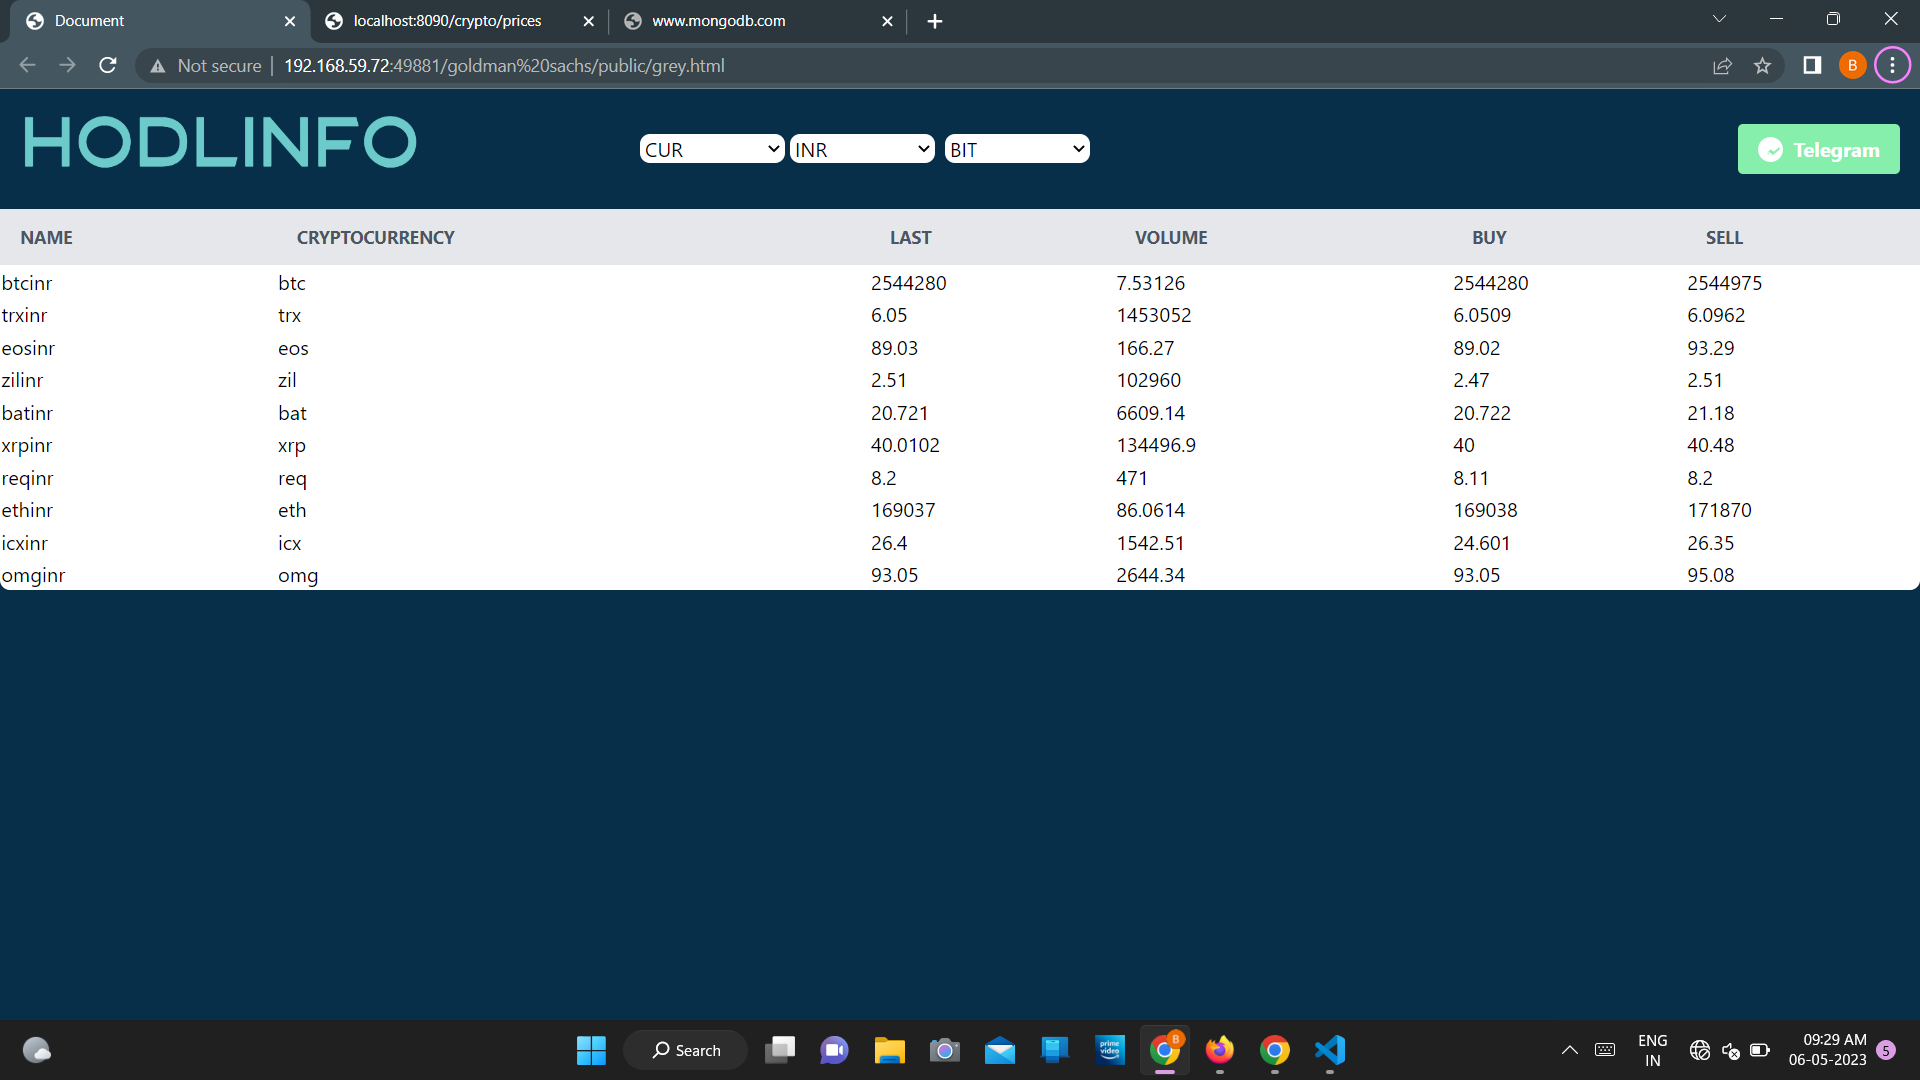 Document localhost:8090/crypto/prices www.mongodb.com
Not secure 192.168.59.72:49881/goldman%20sachs/public/grey.html B
HODLINFO CUR INR BIT Telegram
NAME CRYPTOCURRENCY LAST VOLUME BUY SELL
btcinr btc 2544280 7.53126 2544280 2544975
trxinr trx 6.05 1453052 6.0509 6.0962
eosinr eos 89.03 166.27 89.02 93.29
zilinr zil 2.51 102960 2.47 2.51
batinr bat 20.721 6609.14 20.722 21.18
xrpinr xrp 40.0102 134496.9 40 40.48
reqinr req 8.2 471 8.11 8.2
ethinr eth 169037 86.0614 169038 171870
icxinr icx 26.4 1542.51 24.601 26.35
omginr omg 93.05 2644.34 93.05 95.08
Search prime video B ENG IN 09:29 AM 06-05-2023 5